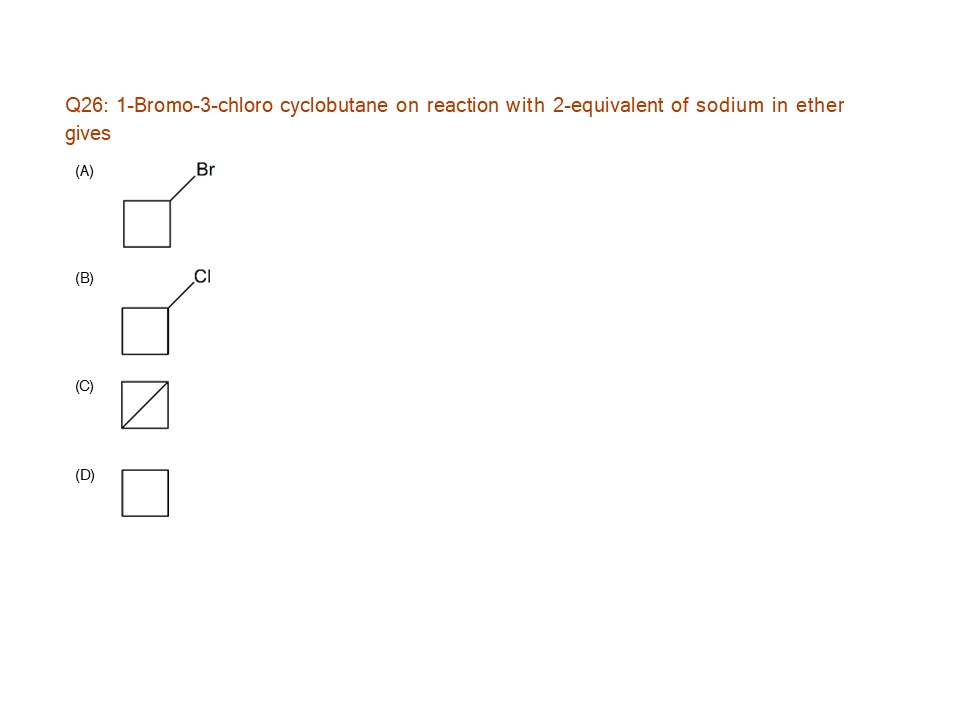 Q26: 1-Bromo-3-chloro cyclobutane on reaction with 2-equivalent of sodium in ether
gives
(A)
Br
(B)
Cl
(C)
(D)